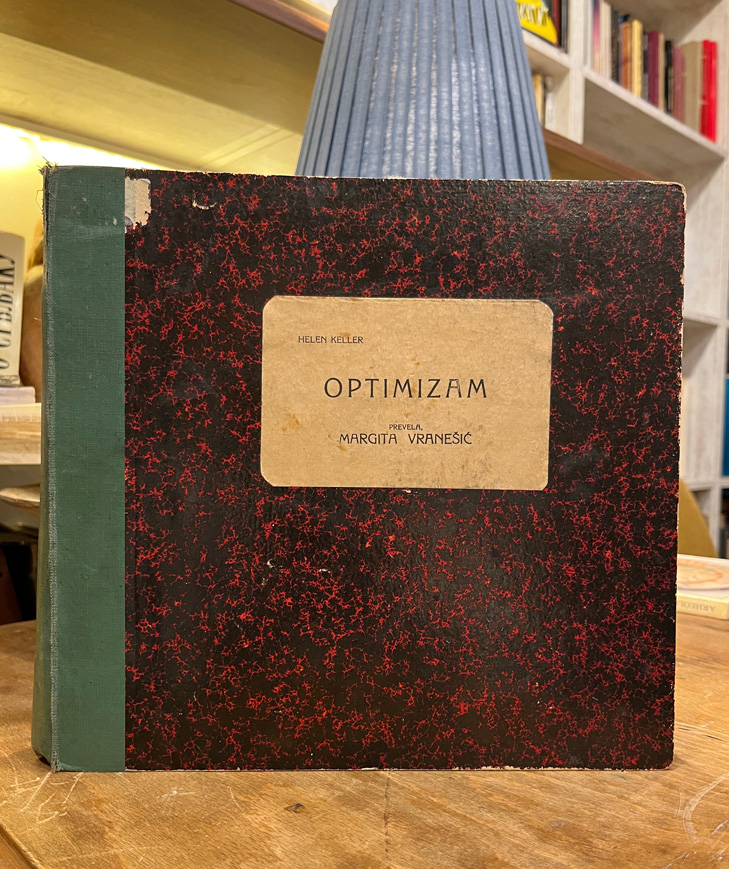 HELEN KELLER
OPTIMIZAM
PREVELA,
MARGITA VRANEŠIĆ